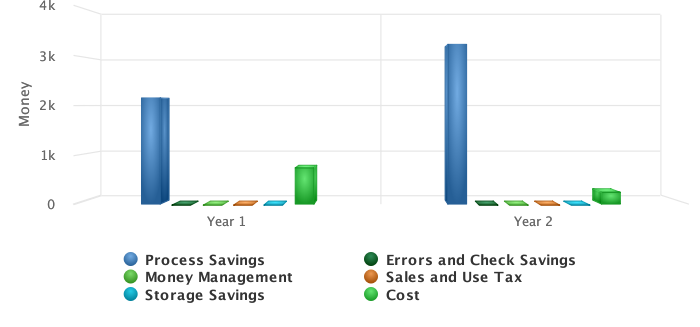 4k
3k
2k
1k
0
Money
Year 1
Year 2
Process Savings
Errors and Check Savings
Money Management
Sales and Use Tax
Storage Savings
Cost